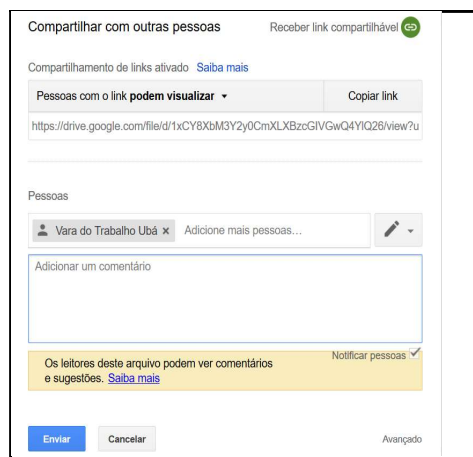 Compartilhar com outras pessoas Receber link compartilhável
Compartilhamento de links ativado Saiba mais
Pessoas com o link podem visualizar Copiar link
https://drive.google.com/file/d/1xCY8XbM3Y2y0CmXLXBzcGIVGwQ4YlQ26/view?u
Pessoas
Vara do Trabalho Ubá × Adicione mais pessoas...
Adicionar um comentário
Notificar pessoas
Os leitores deste arquivo podem ver comentários
e sugestões. Saiba mais
Enviar Cancelar Avançado